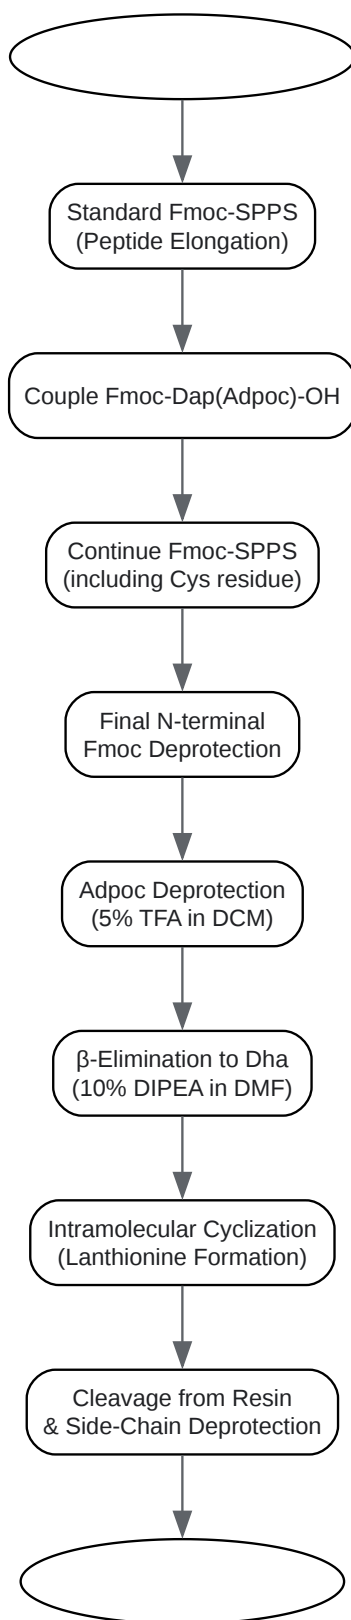 Standard Fmoc-SPPS
(Peptide Elongation)
Couple Fmoc-Dap(Adpoc)-OH
Continue Fmoc-SPPS
(including Cys residue)
Final N-terminal
Fmoc Deprotection
Adpoc Deprotection
(5% TFA in DCM)
β-Elimination to Dha
(10% DIPEA in DMF)
Intramolecular Cyclization
(Lanthionine Formation)
Cleavage from Resin
& Side-Chain Deprotection